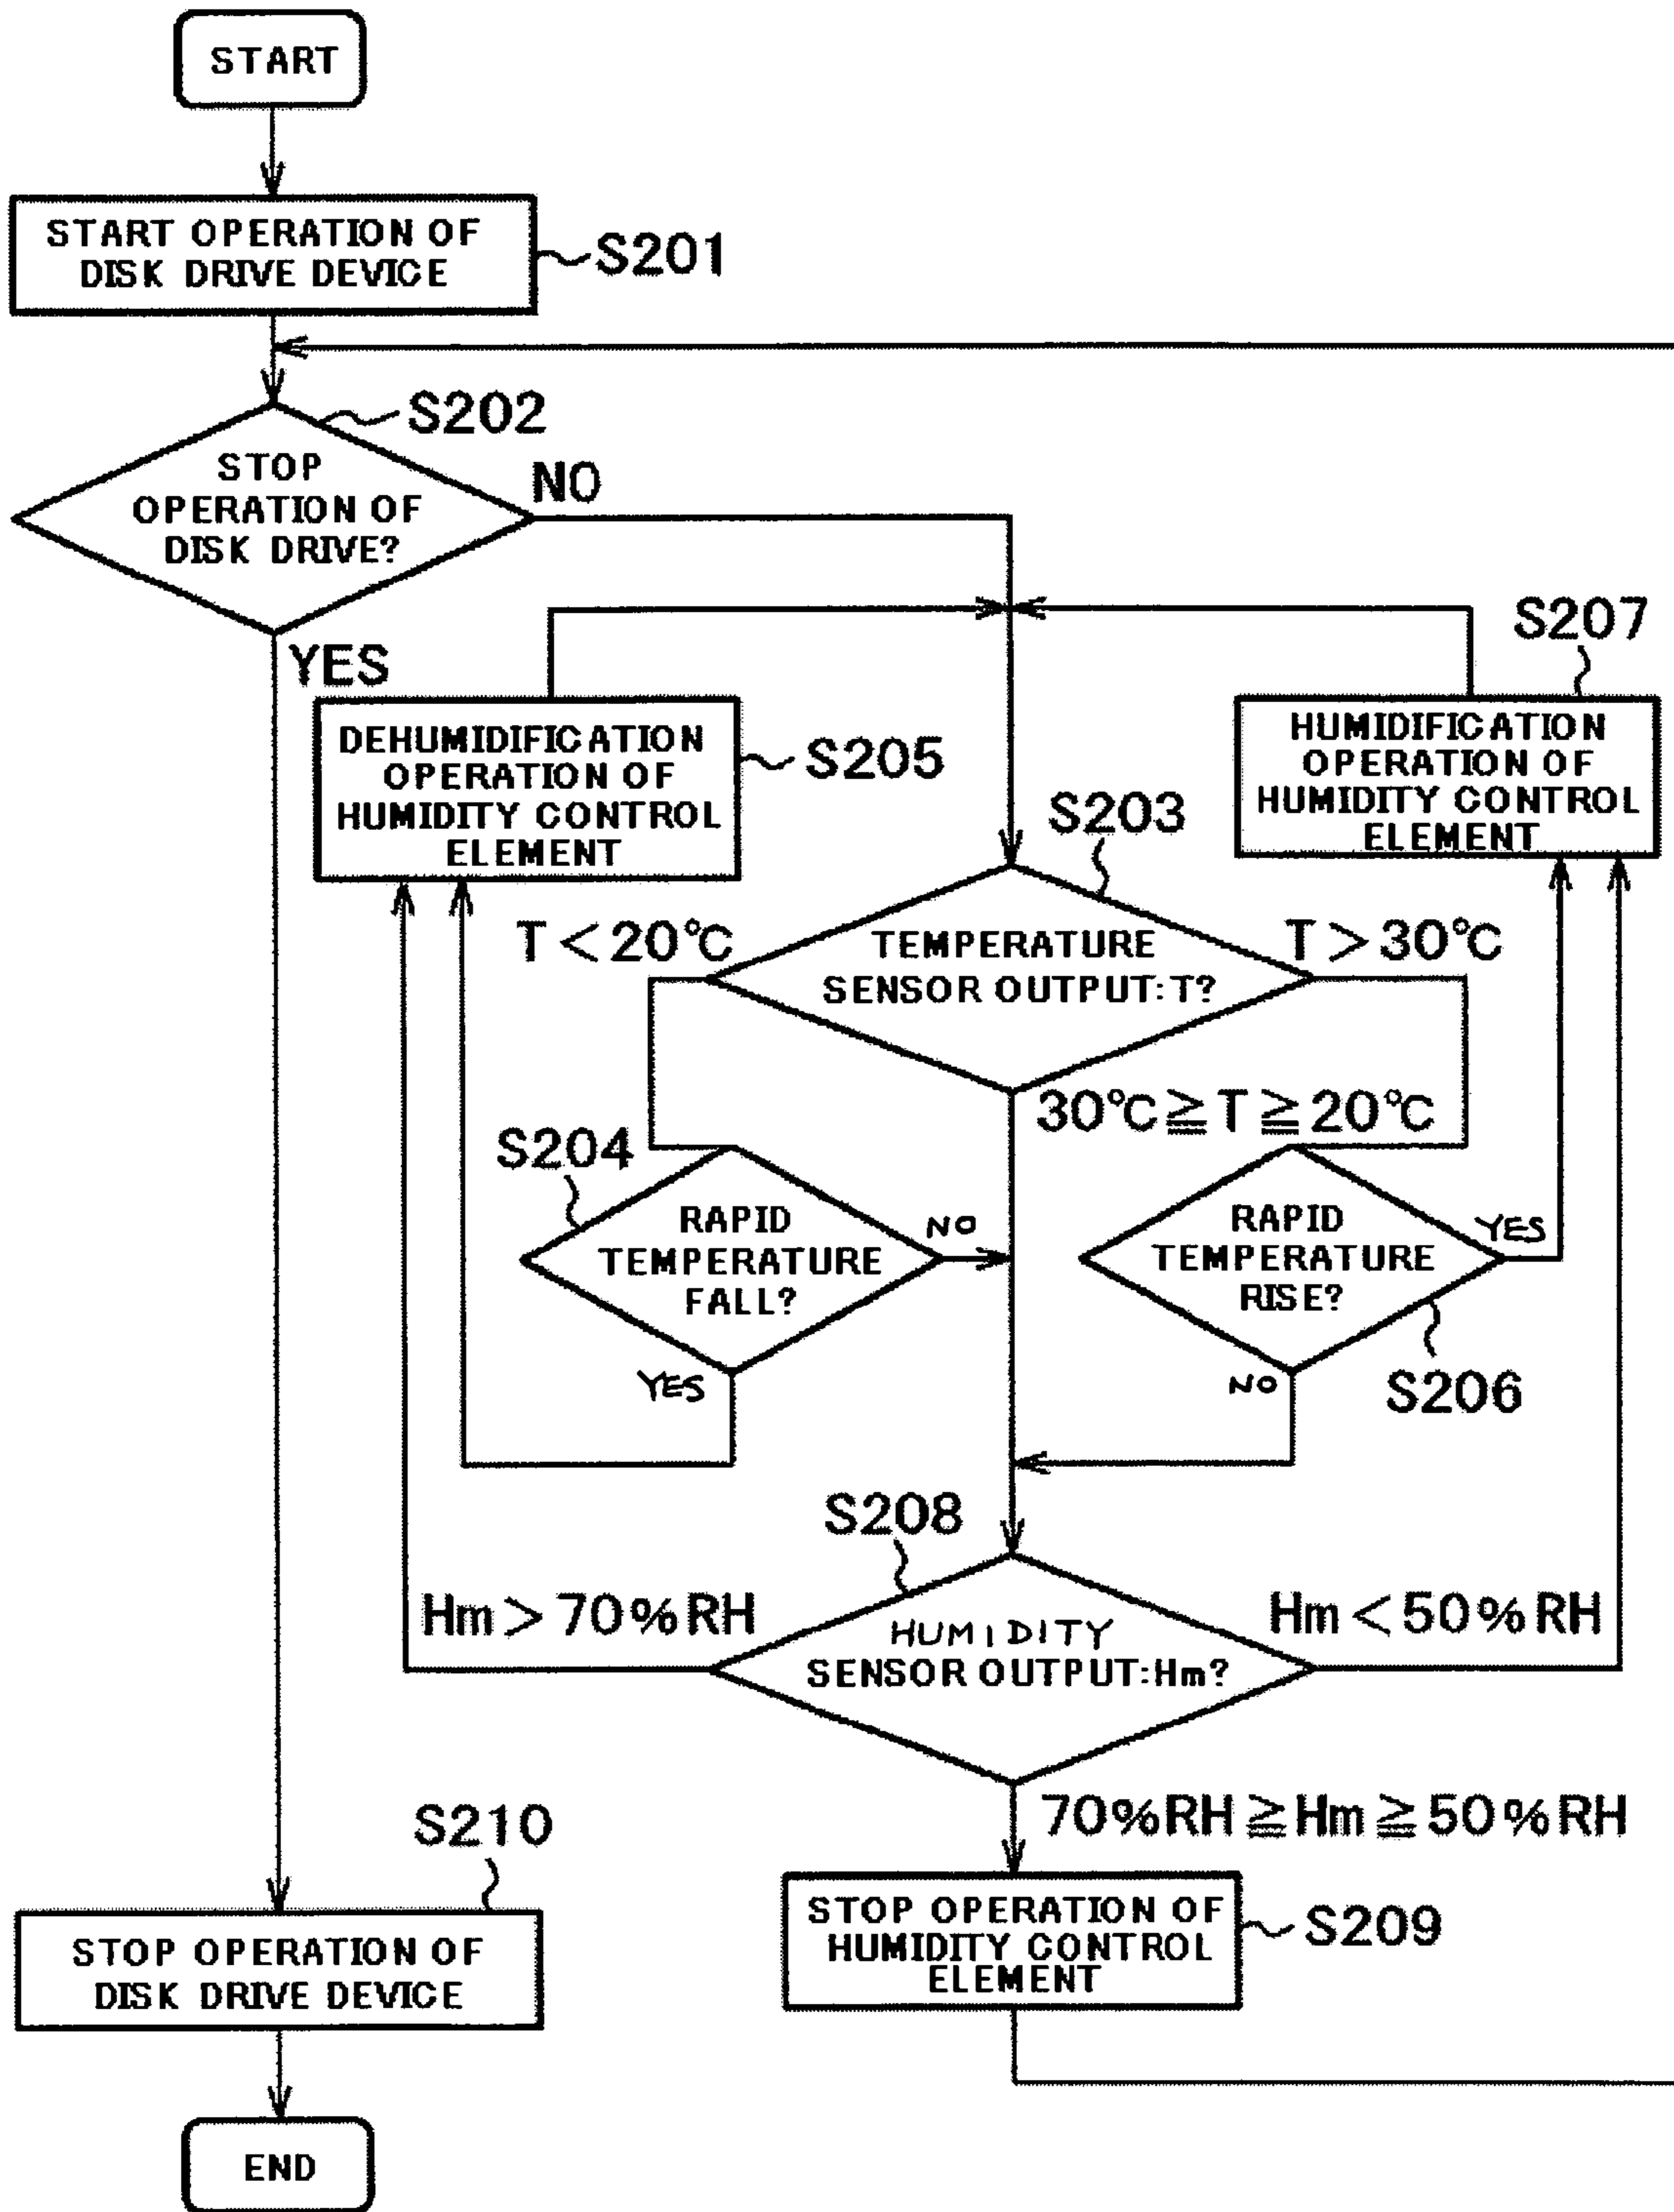 START
START OPERATION OF
DISK DRIVE DEVICE
S201
S202
STOP
OPERATION OF
DISK DRIVE?
NO
YES
DEHUMIDIFICATION
OPERATION OF
HUMIDITY CONTROL
ELEMENT
S205
S207
HUMIDIFICATION
OPERATION OF
HUMIDITY CONTROL
ELEMENT
S203
T<20℃
TEMPERATURE
SENSOR OUTPUT:T?
T>30℃
30℃≧T≧20℃
S204
RAPID
TEMPERATURE
FALL?
NO
YES
RAPID
TEMPERATURE
RISE?
YES
NO
S206
S208
Hm>70%RH
HUMIDITY
SENSOR OUTPUT:Hm?
Hm<50%RH
70%RH≧Hm≧50%RH
S210
STOP OPERATION OF
DISK DRIVE DEVICE
STOP OPERATION OF
HUMIDITY CONTROL
ELEMENT
S209
END